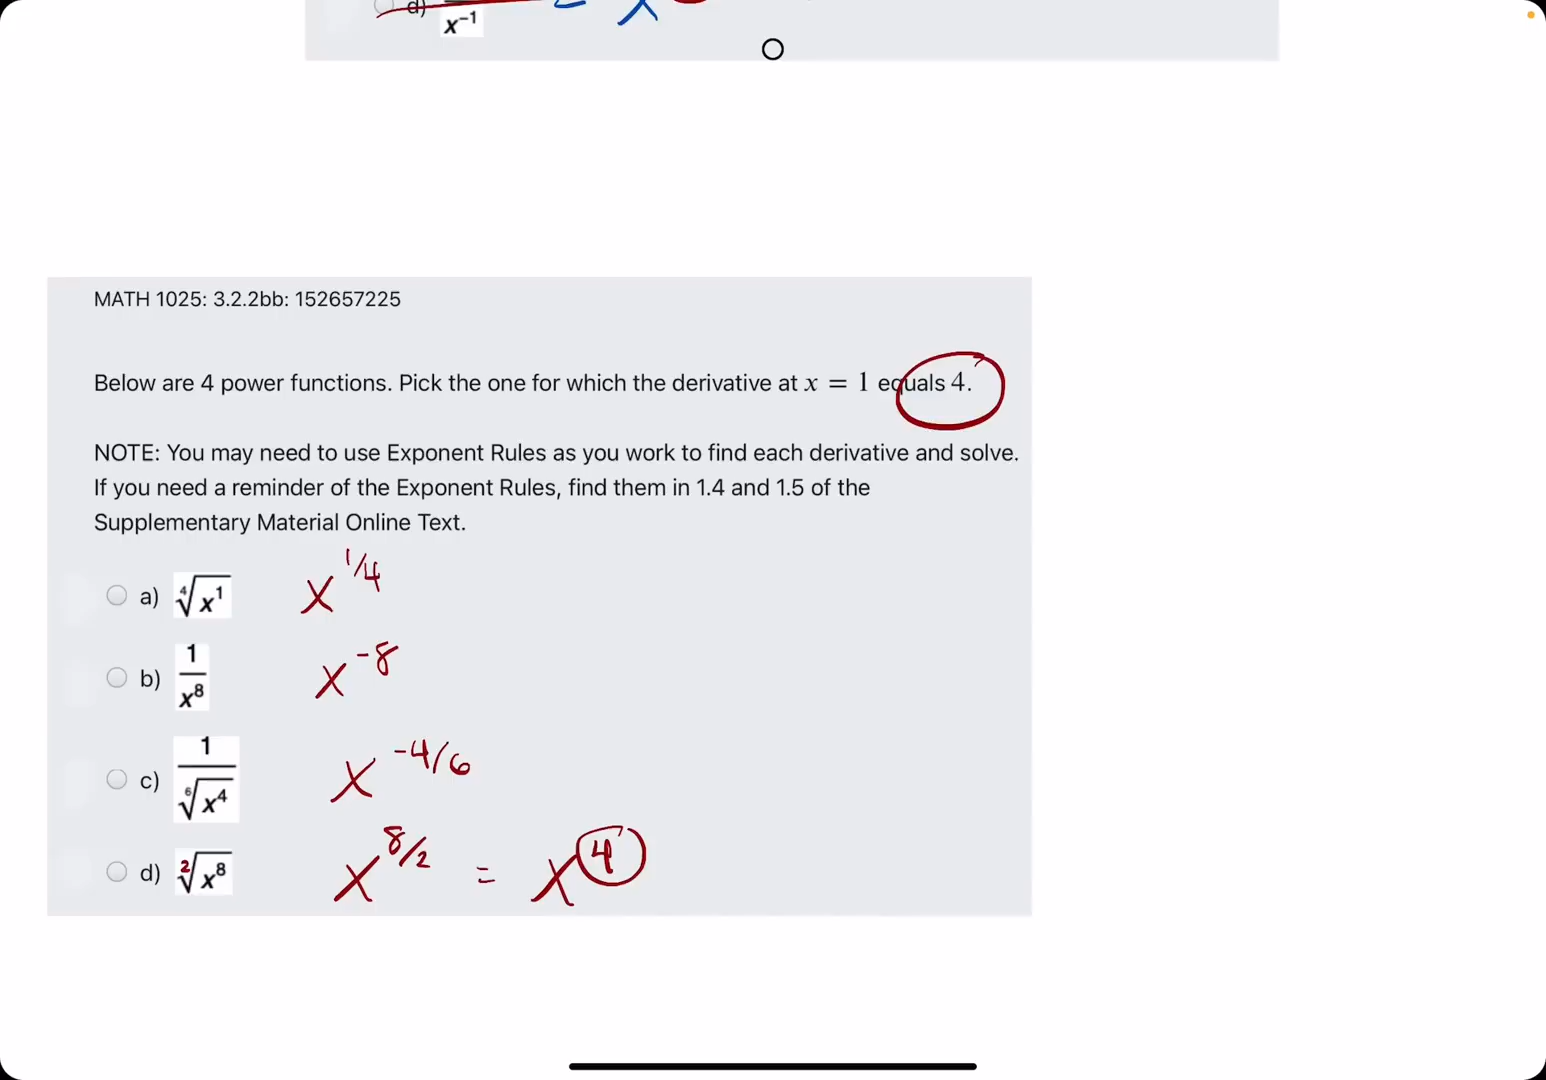 d) x⁻¹ = x
MATH 1025: 3.2.2bb: 152657225
Below are 4 power functions. Pick the one for which the derivative at x = 1 equals 4.
NOTE: You may need to use Exponent Rules as you work to find each derivative and solve.
If you need a reminder of the Exponent Rules, find them in 1.4 and 1.5 of the
Supplementary Material Online Text.
a) ⁴√x¹ x^1/4
b) 1/x⁸ x^-8
c) 1/⁶√x⁴ x^-4/6
d) ²√x⁸ x^8/2 = x^4